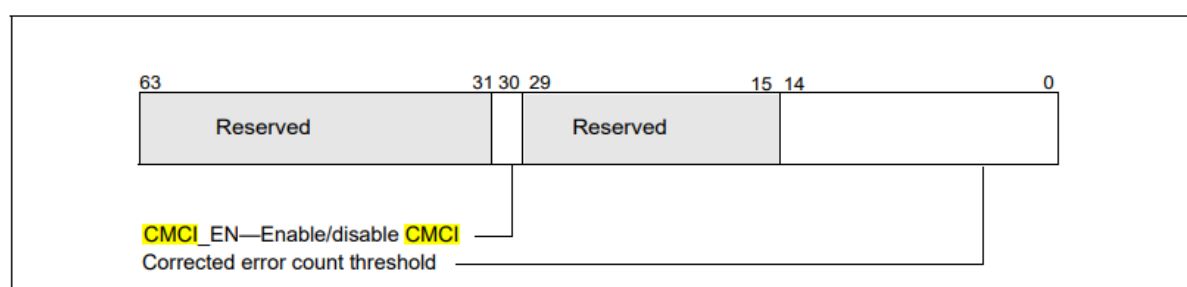 63 31 30 29 15 14 0
Reserved Reserved
CMCI_EN—Enable/disable CMCI
Corrected error count threshold